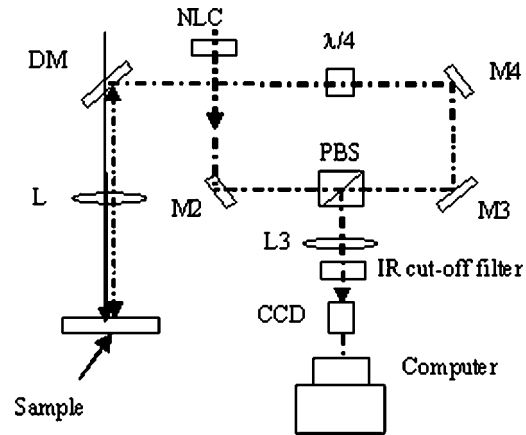 NLC
DM
λ/4
M4
PBS
L
M2
M3
L3
IR cut-off filter
CCD
Computer
Sample